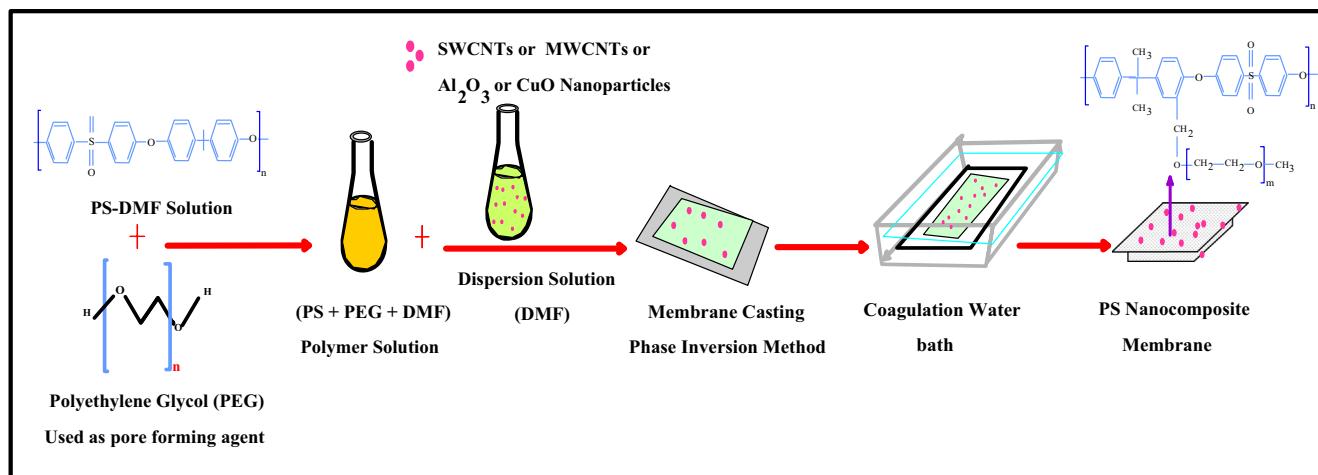 SWCNTs or MWCNTs or
Al2O3 or CuO Nanoparticles
S
O
O
O
n
PS-DMF Solution
+
H
O
O
H
n
Polyethylene Glycol (PEG)
Used as pore forming agent
(PS + PEG + DMF)
Polymer Solution
+
Dispersion Solution
(DMF)
Membrane Casting
Phase Inversion Method
Coagulation Water
bath
CH3
CH3
O
O
S
O
O
n
CH2
O
CH2 CH2 O
m
CH3
PS Nanocomposite
Membrane